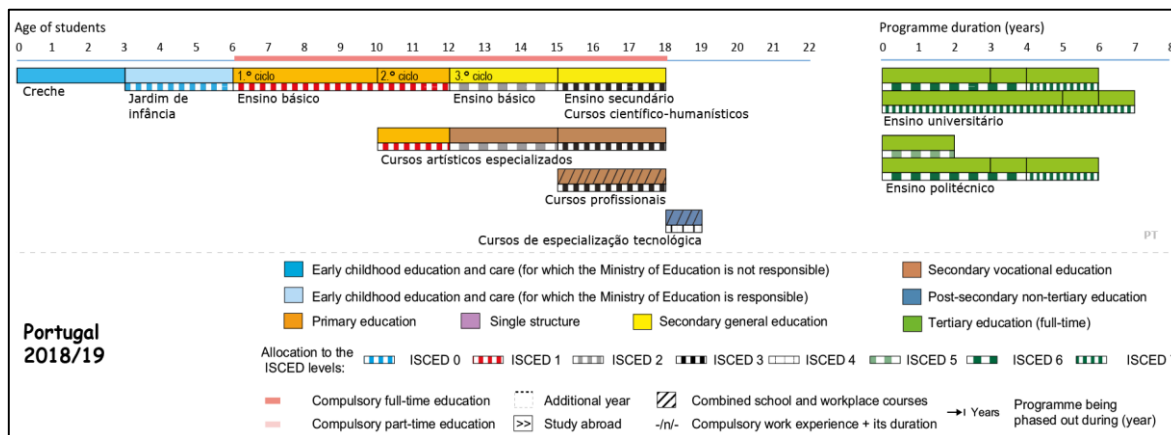 Age of students
Programme duration (years)
0 1 2 3 4 5 6 7 8 9 10 11 12 13 14 15 16 17 18 19 20 21 22
0 1 2 3 4 5 6 7 8
1.º ciclo 2.º ciclo 3.º ciclo
Creche
Jardim de
infância
Ensino básico
Ensino básico
Ensino secundário
Cursos científico-humanísticos
Ensino universitário
Cursos artísticos especializados
Ensino politécnico
Cursos profissionais
Cursos de especialização tecnológica
PT
Early childhood education and care (for which the Ministry of Education is not responsible)
Secondary vocational education
Early childhood education and care (for which the Ministry of Education is responsible)
Post-secondary non-tertiary education
Primary education
Single structure
Secondary general education
Tertiary education (full-time)
Portugal
2018/19
Allocation to the
ISCED levels:
ISCED 0
ISCED 1
ISCED 2
ISCED 3
ISCED 4
ISCED 5
ISCED 6
ISCED
Compulsory full-time education
Additional year
Combined school and workplace courses
Years
Programme being
phased out during (year)
Compulsory part-time education
>> Study abroad
-/n/- Compulsory work experience + its duration